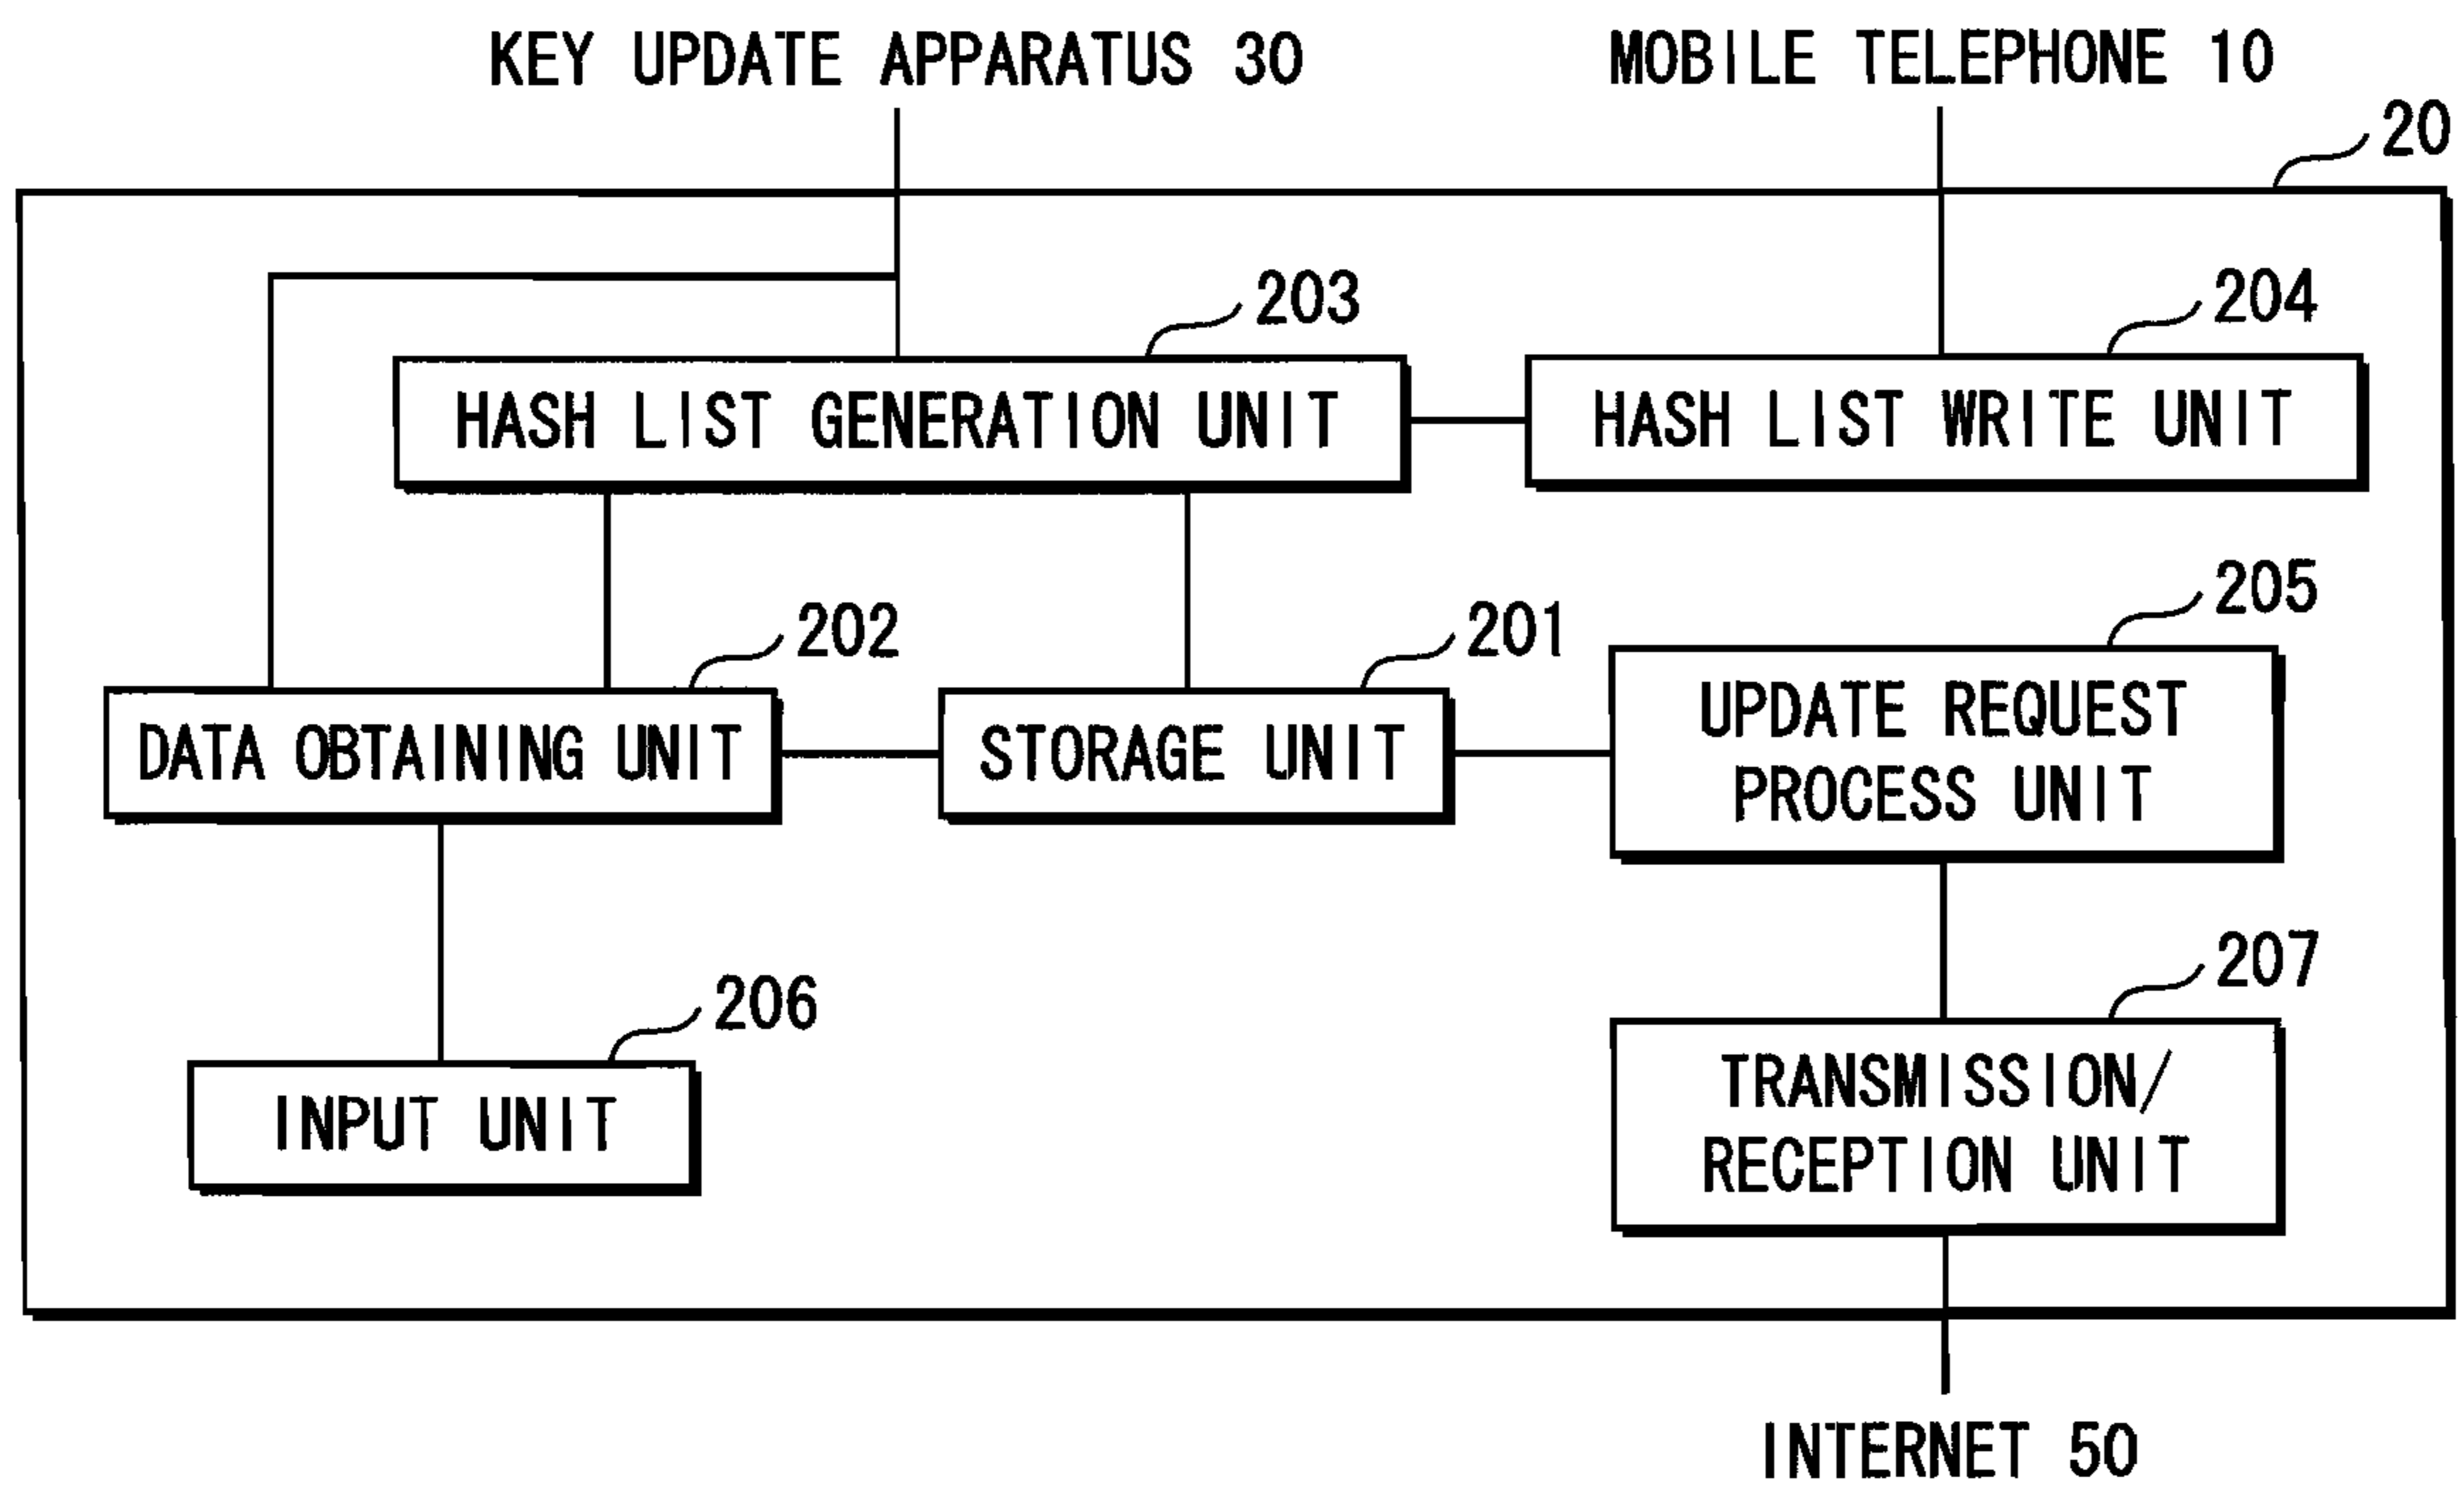 KEY UPDATE APPARATUS 30
MOBILE TELEPHONE 10
20
203
204
HASH LIST GENERATION UNIT
HASH LIST WRITE UNIT
202
201
205
DATA OBTAINING UNIT
STORAGE UNIT
UPDATE REQUEST
PROCESS UNIT
206
207
INPUT UNIT
TRANSMISSION/
RECEPTION UNIT
INTERNET 50